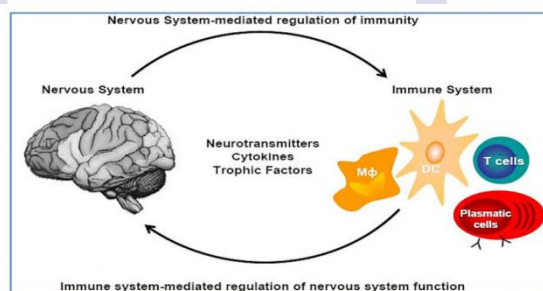 Nervous System-mediated regulation of immunity
Nervous System
Immune System
Neurotransmitters
Cytokines
Trophic Factors
Mϕ
DC
T cells
Plasmatic
cells
Immune system-mediated regulation of nervous system function